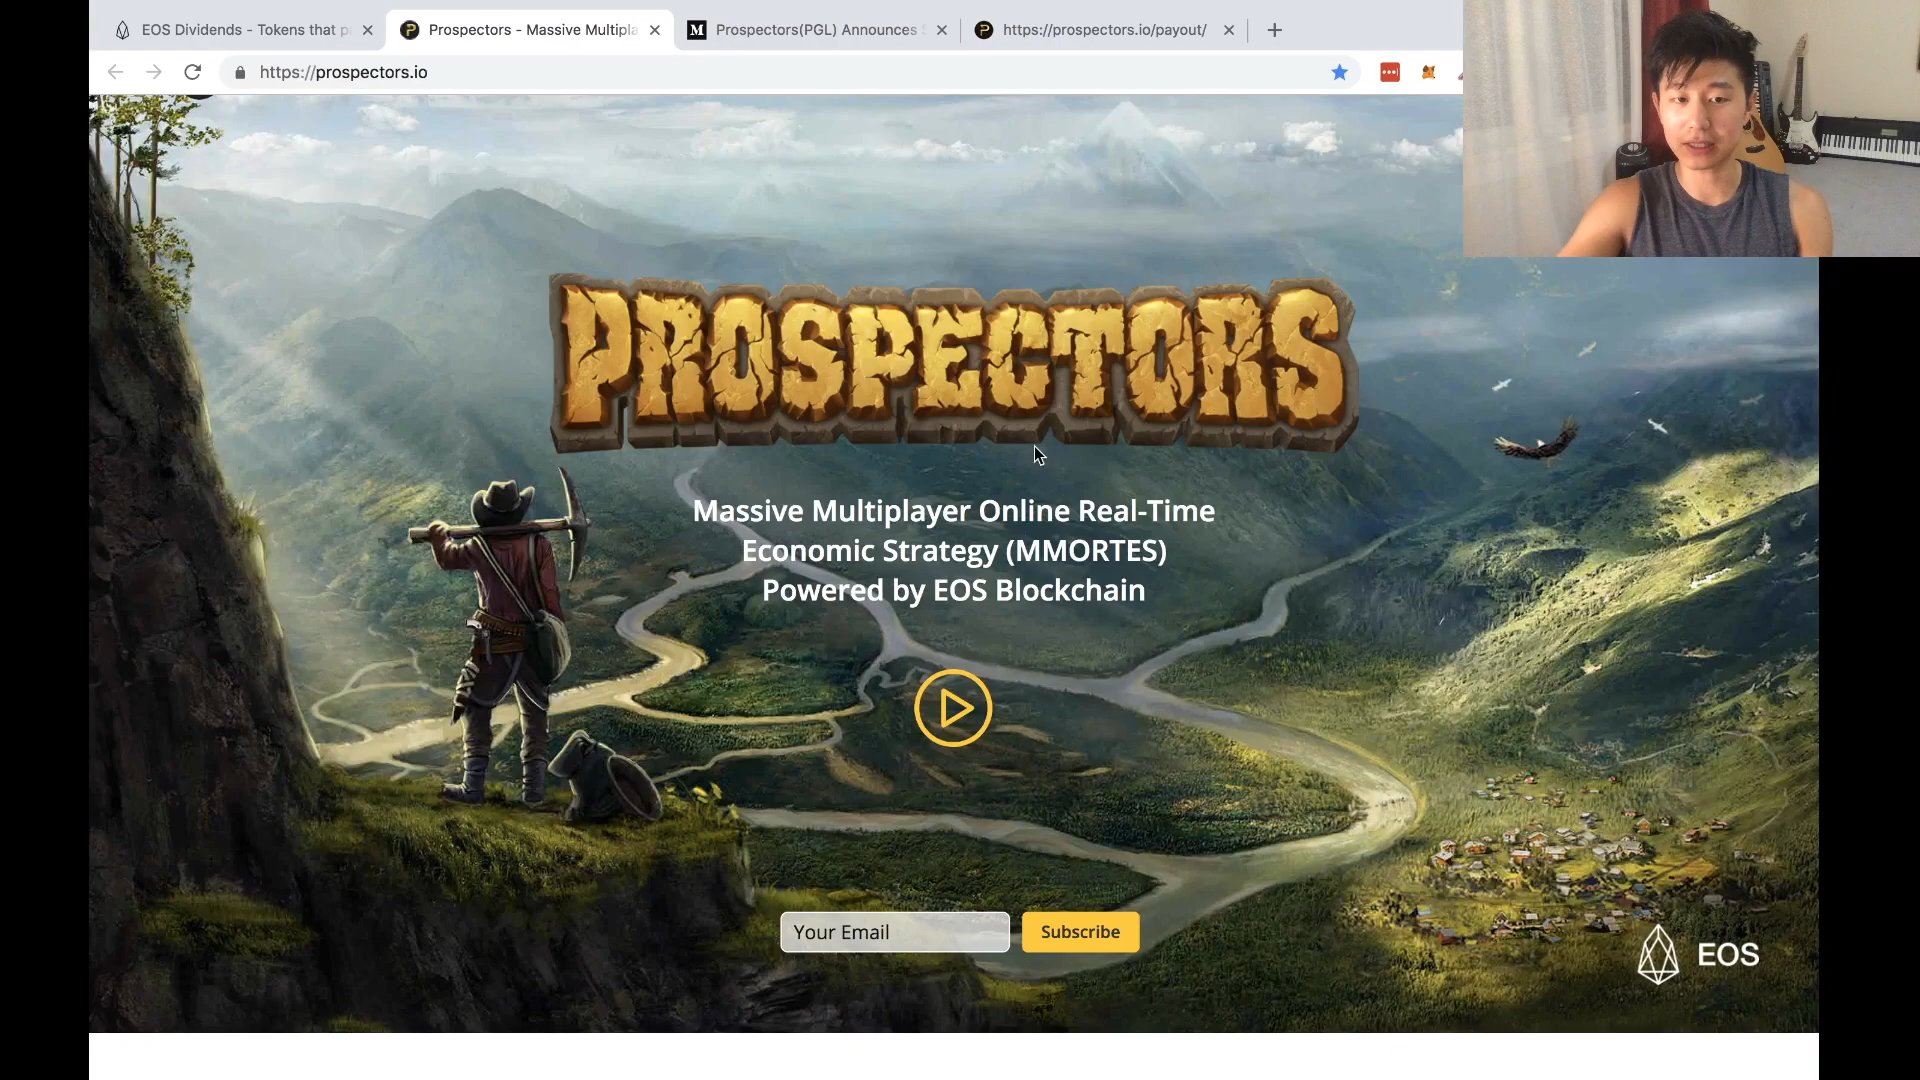 EOS Dividends - Tokens that p
Prospectors - Massive Multipla
M
Prospectors(PGL) Announces S
https://prospectors.io/payout/
https://prospectors.io
PROSPECTORS
Massive Multiplayer Online Real-Time
Economic Strategy (MMORTES)
Powered by EOS Blockchain
Your Email
Subscribe
EOS